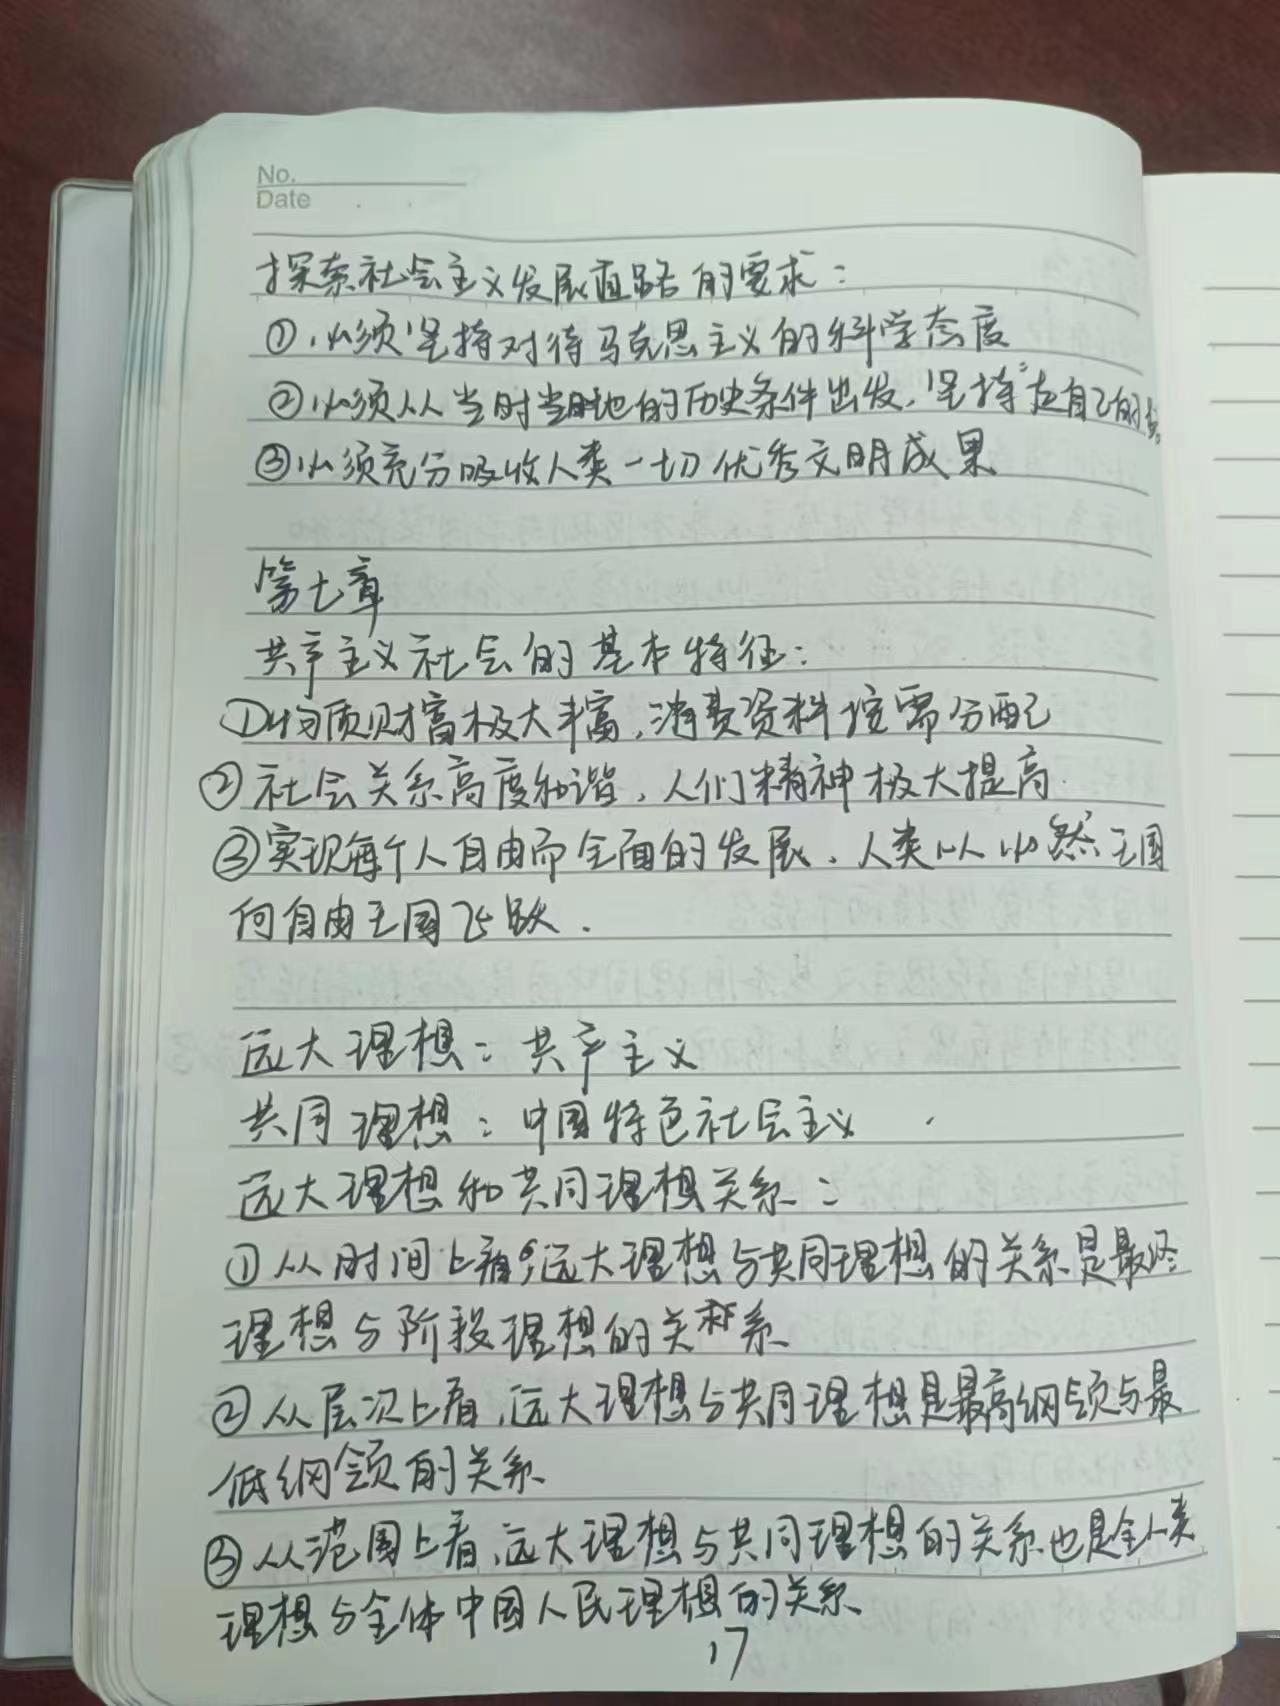 No.
Date
探索社会主义发展道路的要求：
①必须坚持对待马克思主义的科学态度
②必须从当时当地的历史条件出发，坚持“走自己的路”
③必须充分吸收人类一切优秀文明成果
第七章
共产主义社会的基本特征：
①物质财富极大丰富，消费资料按需分配
②社会关系高度和谐，人们精神极大提高
③实现每个人自由而全面的发展，人类从必然王国
向自由王国飞跃．
远大理想：共产主义
共同理想：中国特色社会主义
远大理想和共同理想关系：
①从时间上看，远大理想与共同理想的关系是最终
理想与阶段理想的关系
②从层次上看，远大理想与共同理想是最高纲领与最
低纲领的关系
③从范围上看，远大理想与共同理想的关系也是全人类
理想与全体中国人民理想的关系
17